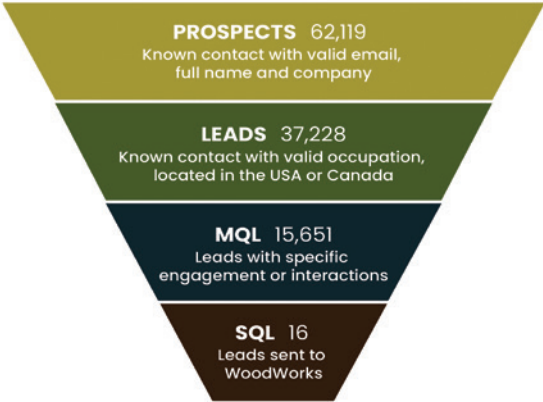 PROSPECTS 62,119
Known contact with valid email,
full name and company
LEADS 37,228
Known contact with valid occupation,
located in the USA or Canada
MQL 15,651
Leads with specific
engagement or interactions
SQL 16
Leads sent to
WoodWorks